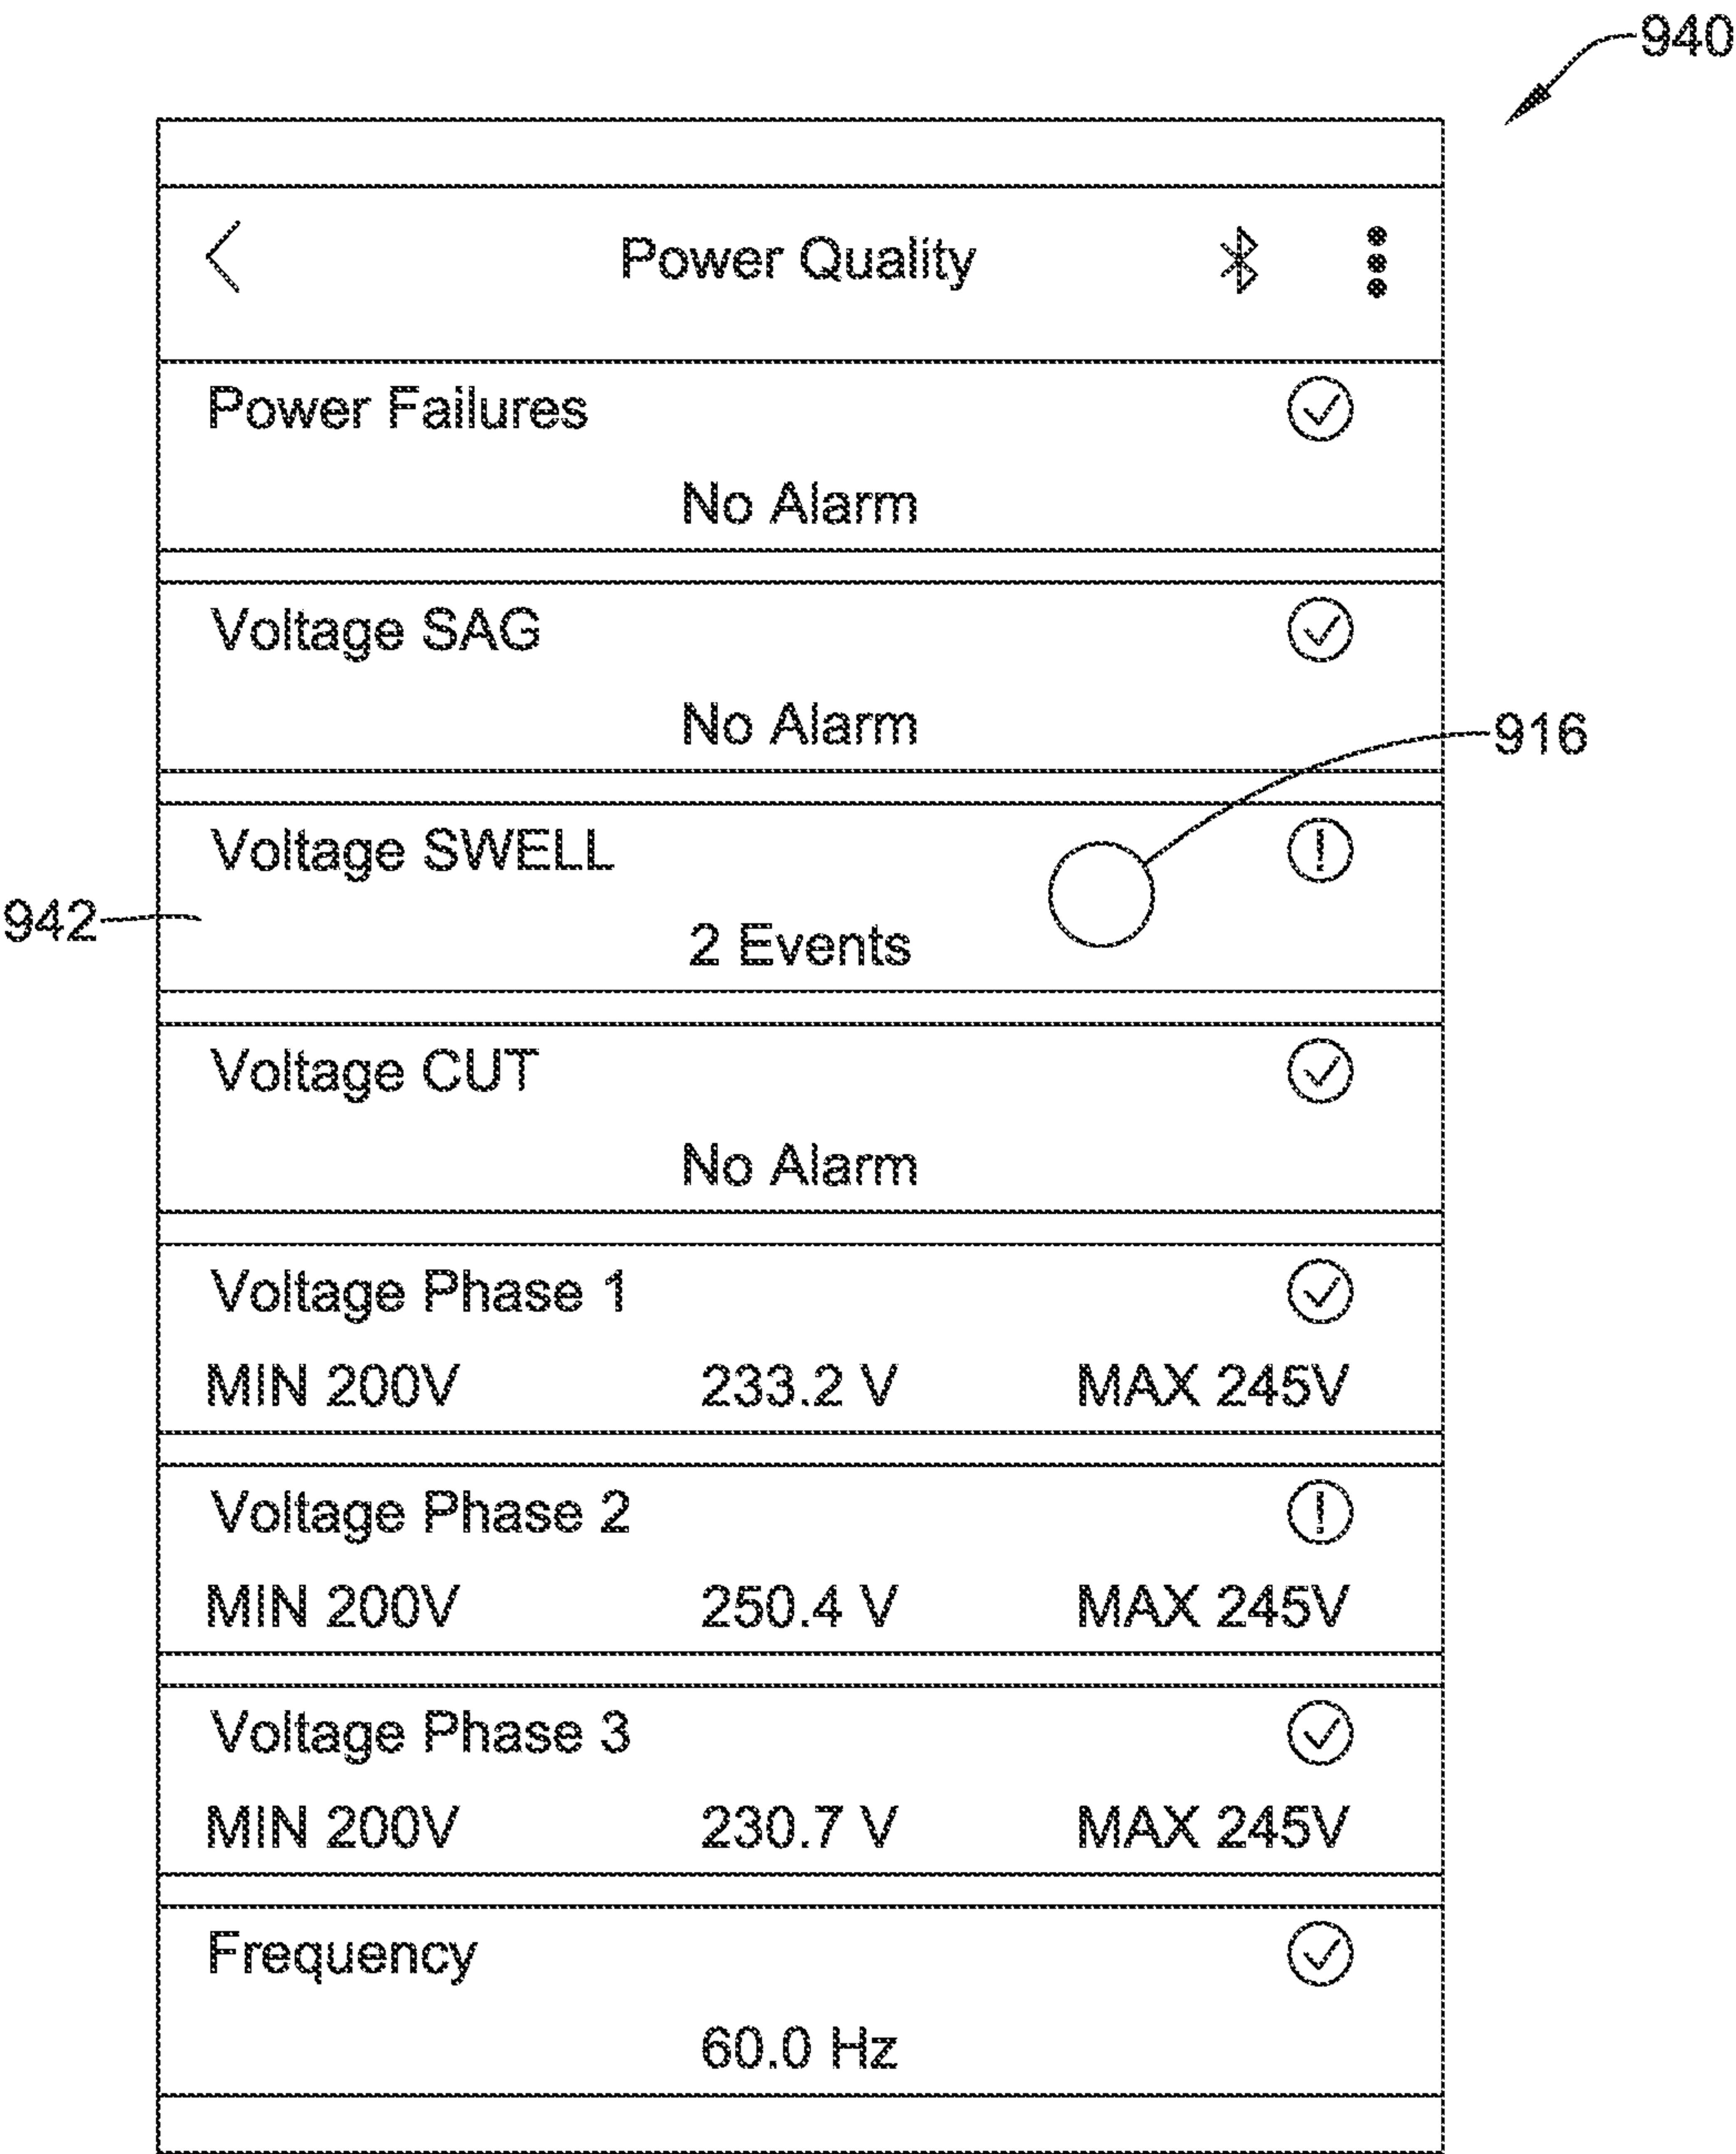 940
Power Quality
Power Failures
No Alarm
Voltage SAG
No Alarm
916
Voltage SWELL
942
2 Events
Voltage CUT
No Alarm
Voltage Phase 1
MIN 200V 233.2 V MAX 245V
Voltage Phase 2
MIN 200V 250.4 V MAX 245V
Voltage Phase 3
MIN 200V 230.7 V MAX 245V
Frequency
60.0 Hz